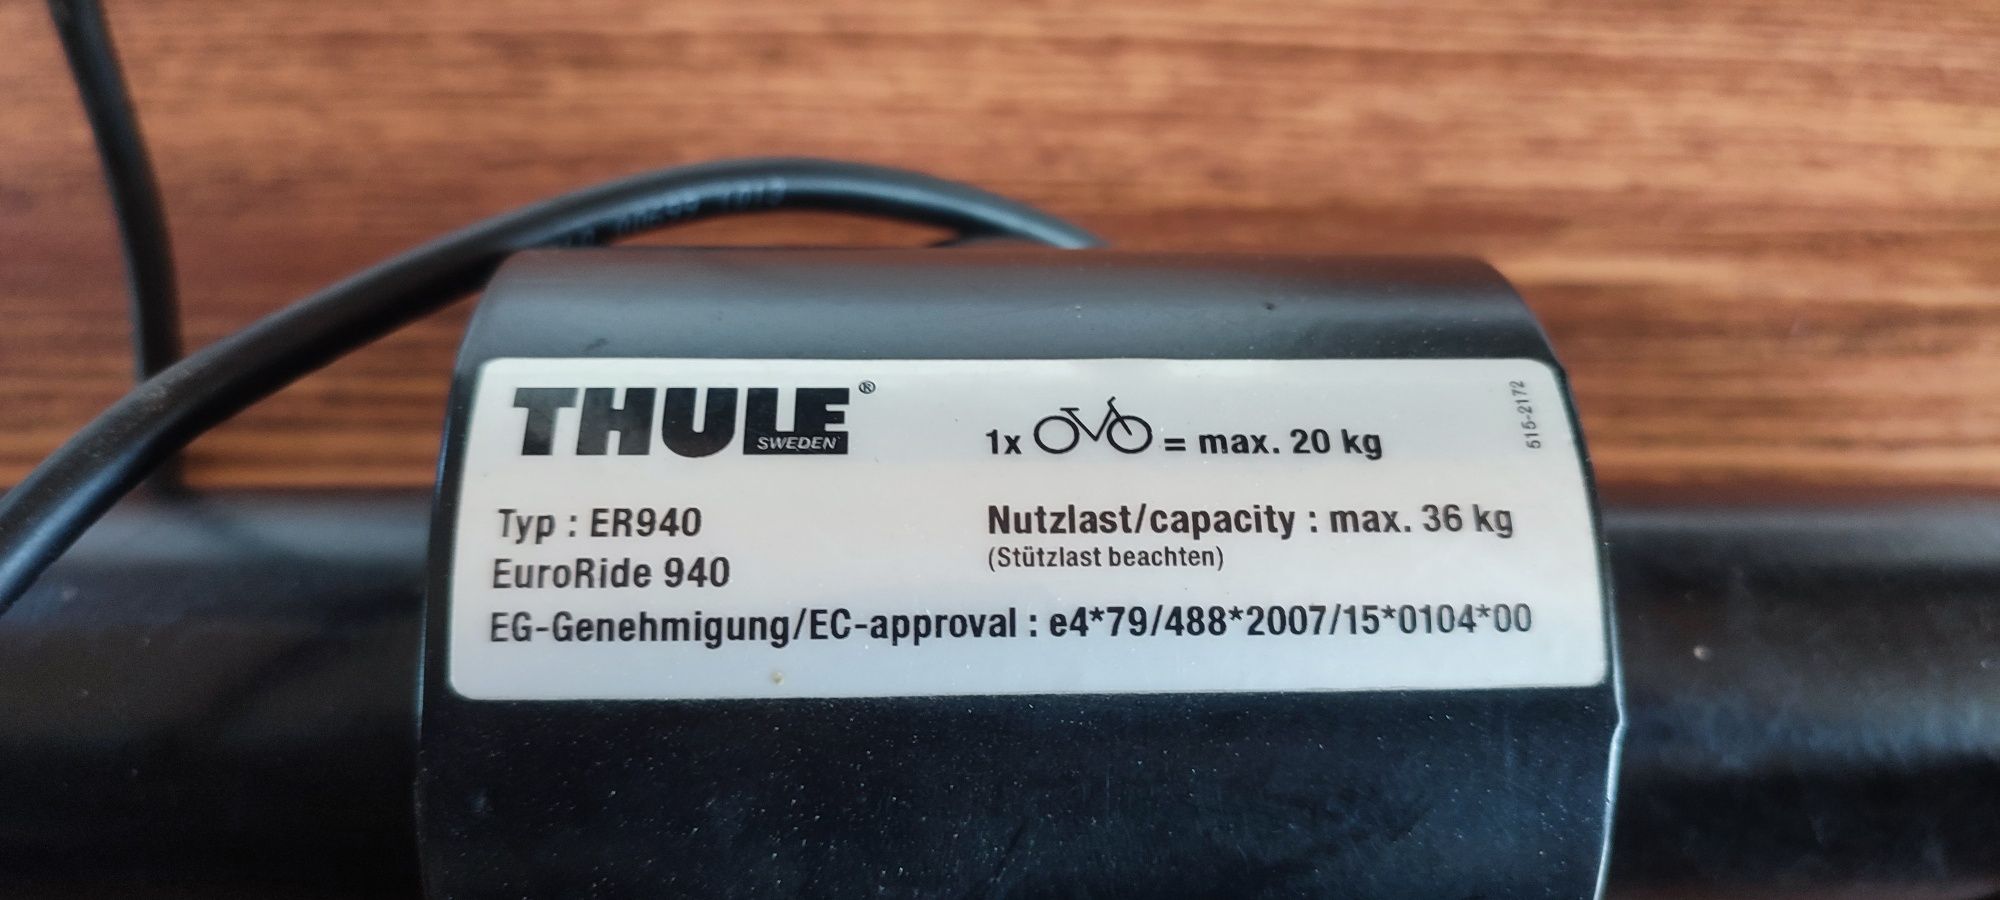 THULE®
SWEDEN
1x = max. 20 kg
515-2172
Typ : ER940
EuroRide 940
Nutzlast/capacity : max. 36 kg
(Stützlast beachten)
EG-Genehmigung/EC-approval : e4*79/488*2007/15*0104*00